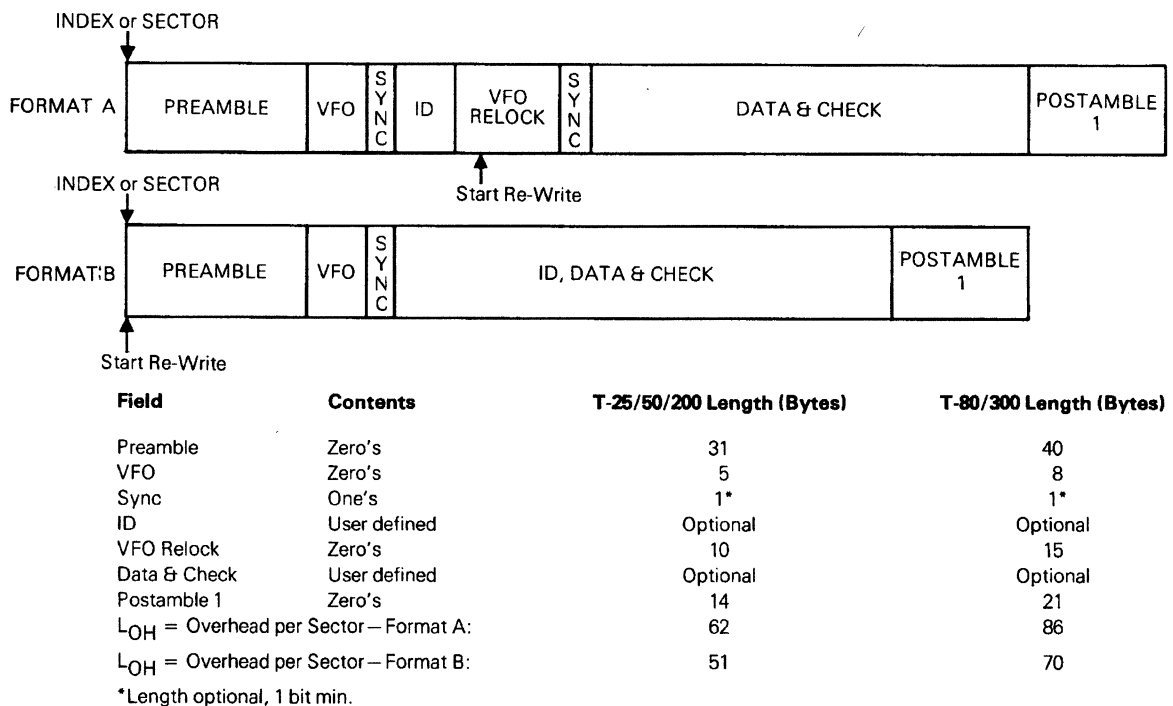 INDEX or SECTOR
FORMAT A
PREAMBLE
VFO
SYNC
ID
VFO
RELOCK
SYNC
DATA & CHECK
POSTAMBLE
1
Start Re-Write
INDEX or SECTOR
FORMAT B
PREAMBLE
VFO
SYNC
ID, DATA & CHECK
POSTAMBLE
1
Start Re-Write
Field Contents T-25/50/200 Length (Bytes) T-80/300 Length (Bytes)
Preamble Zero's 31 40
VFO Zero's 5 8
Sync One's 1* 1*
ID User defined Optional Optional
VFO Relock Zero's 10 15
Data & Check User defined Optional Optional
Postamble 1 Zero's 14 21
LOH = Overhead per Sector — Format A: 62 86
LOH = Overhead per Sector — Format B: 51 70
*Length optional, 1 bit min.